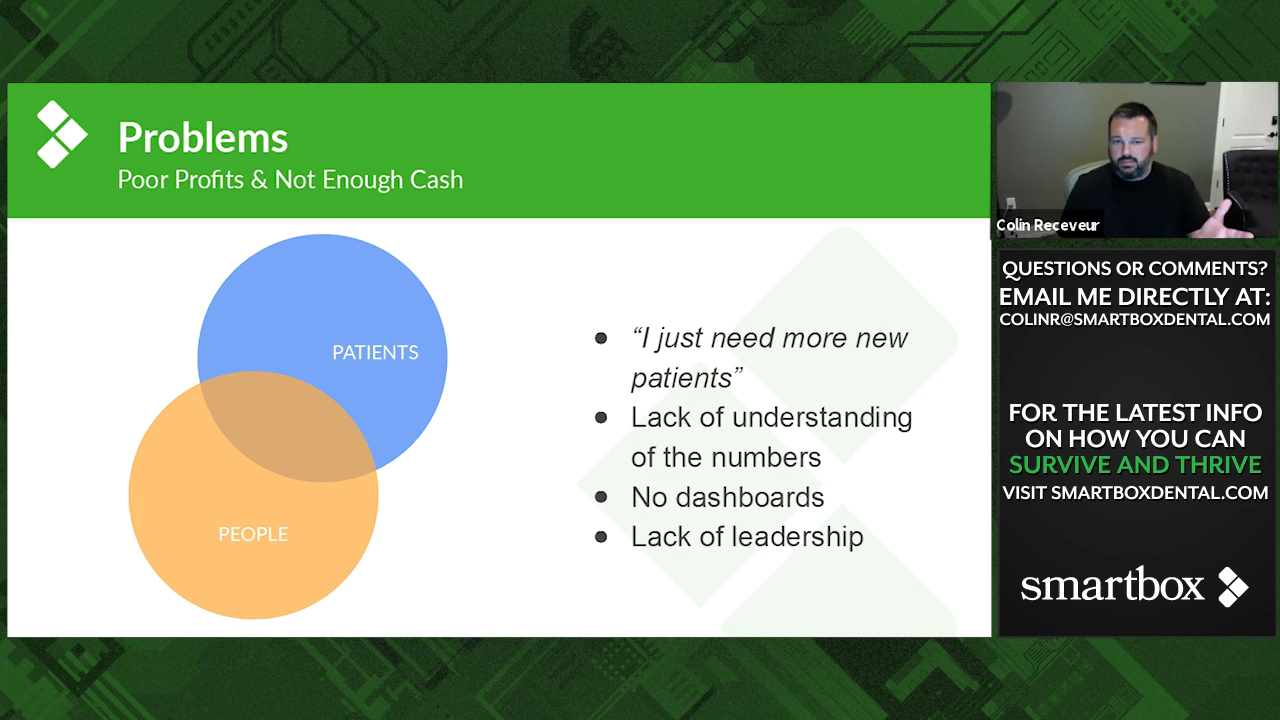 Problems
Poor Profits & Not Enough Cash
PATIENTS
PEOPLE
● “I just need more new
patients”
● Lack of understanding
of the numbers
● No dashboards
● Lack of leadership
Colin Receveur
QUESTIONS OR COMMENTS?
EMAIL ME DIRECTLY AT:
COLINR@SMARTBOXDENTAL.COM
FOR THE LATEST INFO
ON HOW YOU CAN
SURVIVE AND THRIVE
VISIT SMARTBOXDENTAL.COM
smartbox